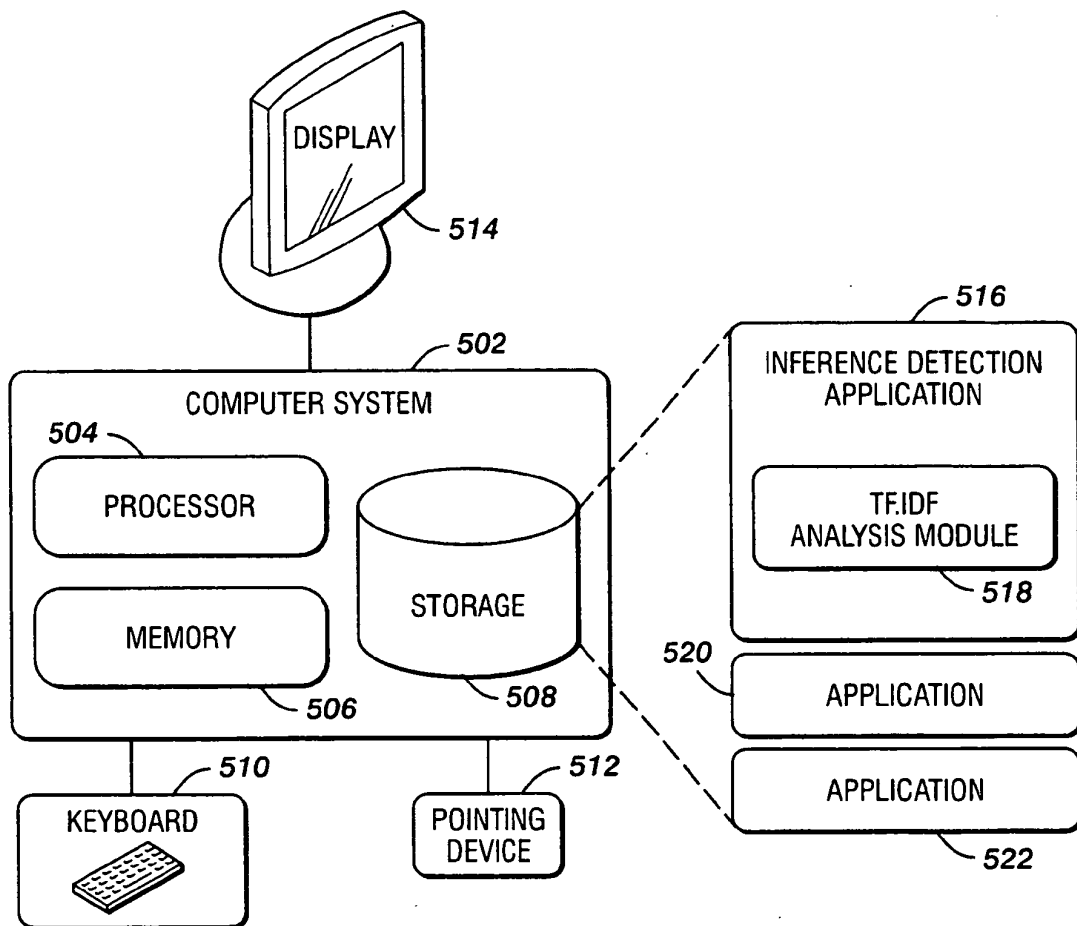 DISPLAY
514
516
502
INFERENCE DETECTION
APPLICATION
COMPUTER SYSTEM
504
PROCESSOR
TF.IDF
ANALYSIS MODULE
518
STORAGE
MEMORY
506
508
520
APPLICATION
510
512
KEYBOARD
POINTING
DEVICE
APPLICATION
522